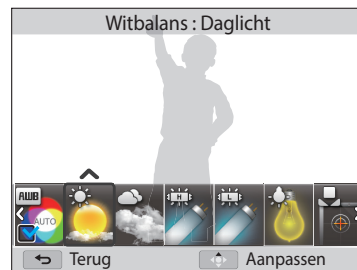 Witbalans : Daglicht
AWB
AUTO
H
L
Terug
Aanpassen